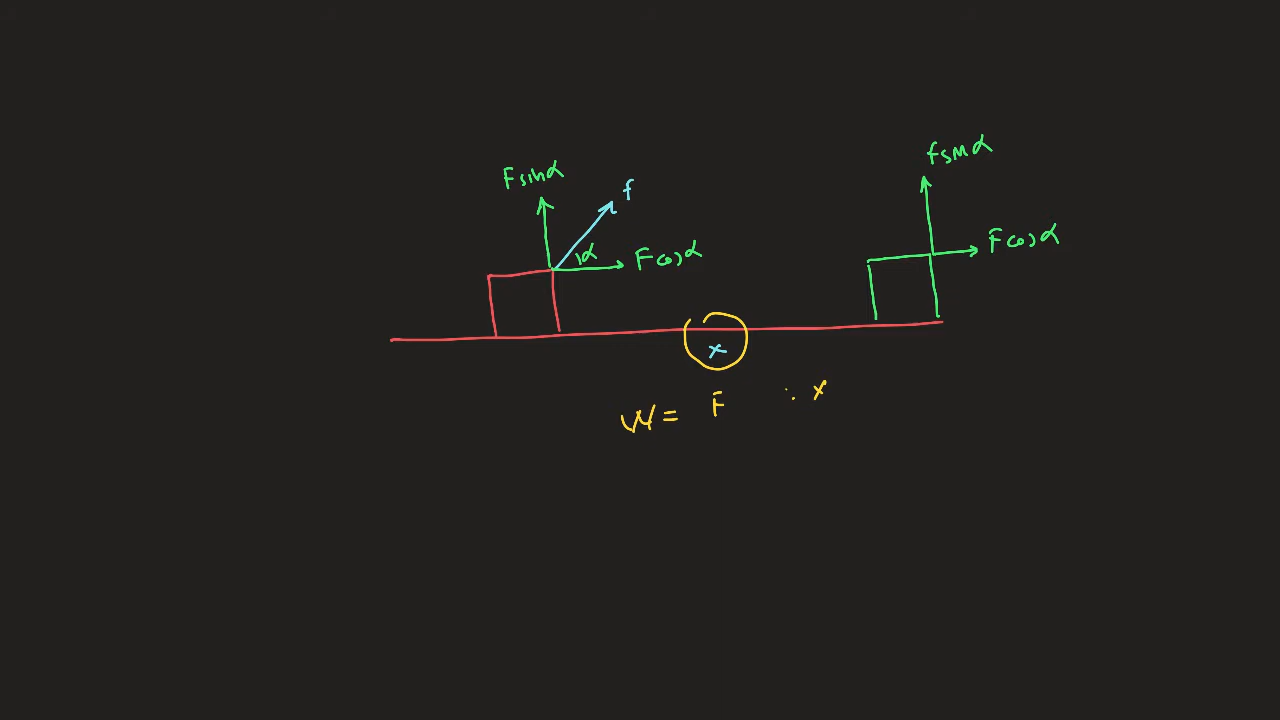 fsinα
Fsinα
f
Fcosα
α
Fcosα
x
W = F · x